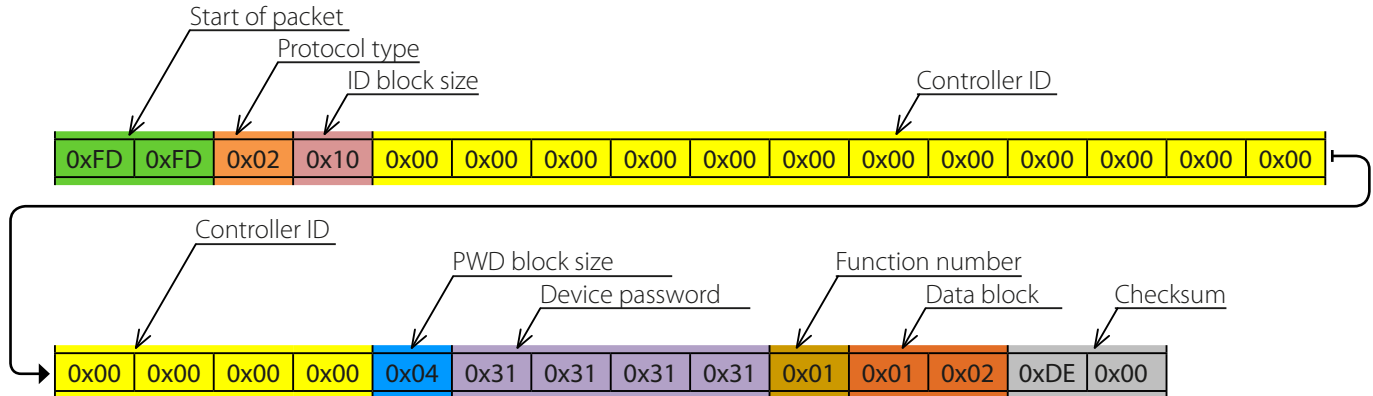 Start of packet
Protocol type
ID block size
Controller ID
0xFD 0xFD 0x02 0x10 0x00 0x00 0x00 0x00 0x00 0x00 0x00 0x00 0x00 0x00 0x00 0x00
Controller ID
PWD block size
Function number
Device password
Data block
Checksum
0x00 0x00 0x00 0x00 0x04 0x31 0x31 0x31 0x31 0x01 0x01 0x02 0xDE 0x00